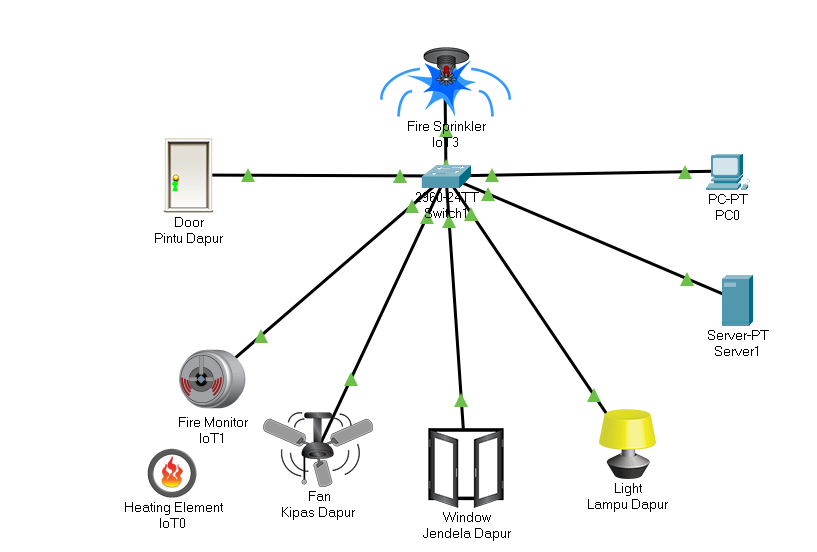 Fire Sprinkler
IoT3
2960-24TT
Switch1
Door
Pintu Dapur
PC-PT
PC0
Server-PT
Server1
Fire Monitor
IoT1
Heating Element
IoT0
Fan
Kipas Dapur
Window
Jendela Dapur
Light
Lampu Dapur